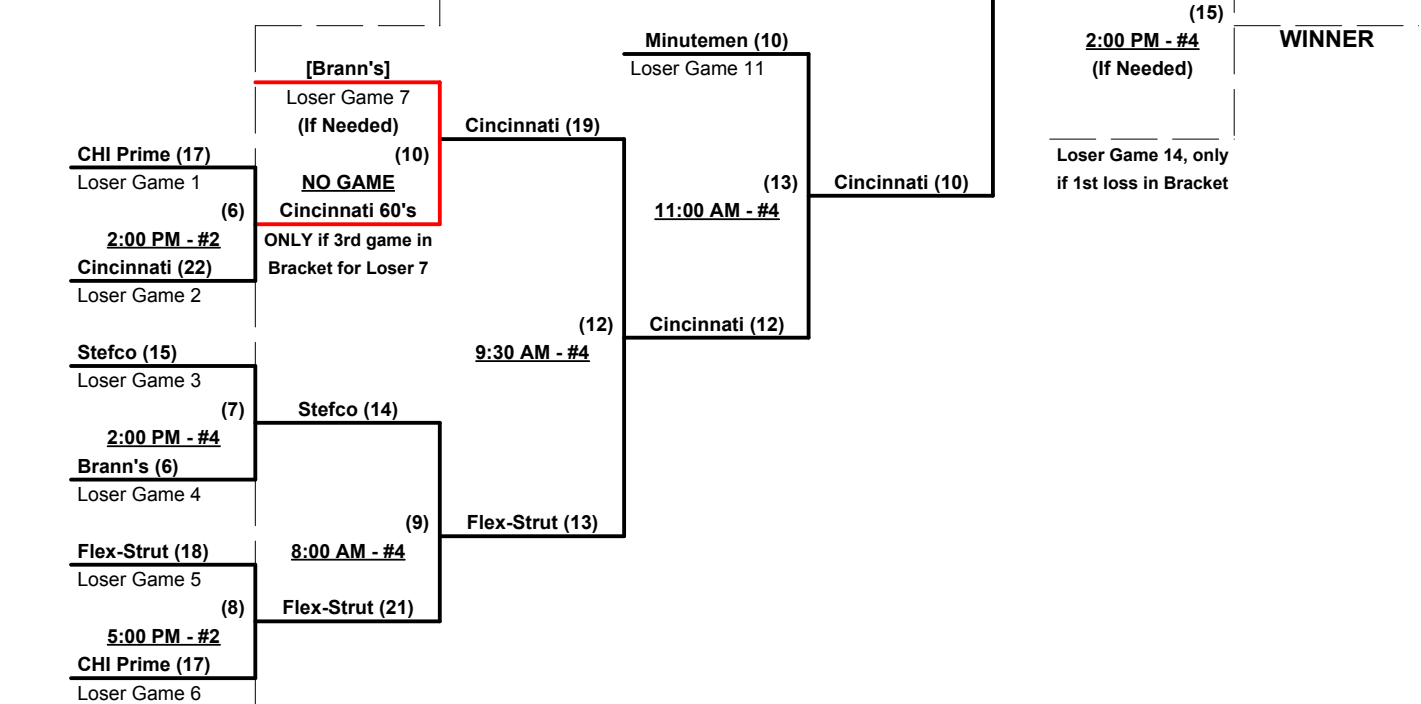 (15)
Minutemen (10)
2:00 PM - #4
WINNER
[Brann's]
Loser Game 11
(If Needed)
Loser Game 7
(If Needed)
Cincinnati (19)
CHI Prime (17)
(10)
Loser Game 14, only
Loser Game 1
NO GAME
(13)
Cincinnati (10)
if 1st loss in Bracket
(6)
Cincinnati 60's
11:00 AM - #4
2:00 PM - #2
ONLY if 3rd game in
Cincinnati (22)
Bracket for Loser 7
Loser Game 2
(12)
Cincinnati (12)
Stefco (15)
9:30 AM - #4
Loser Game 3
(7)
Stefco (14)
2:00 PM - #4
Brann's (6)
Loser Game 4
(9)
Flex-Strut (13)
Flex-Strut (18)
8:00 AM - #4
Loser Game 5
(8)
Flex-Strut (21)
5:00 PM - #2
CHI Prime (17)
Loser Game 6